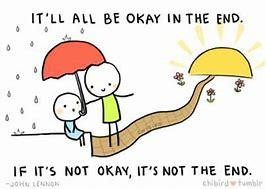 IT'LL ALL BE OKAY IN THE END.
IF IT'S NOT OKAY, IT'S NOT THE END.
~JOHN LENNON
chibird♥tumblr